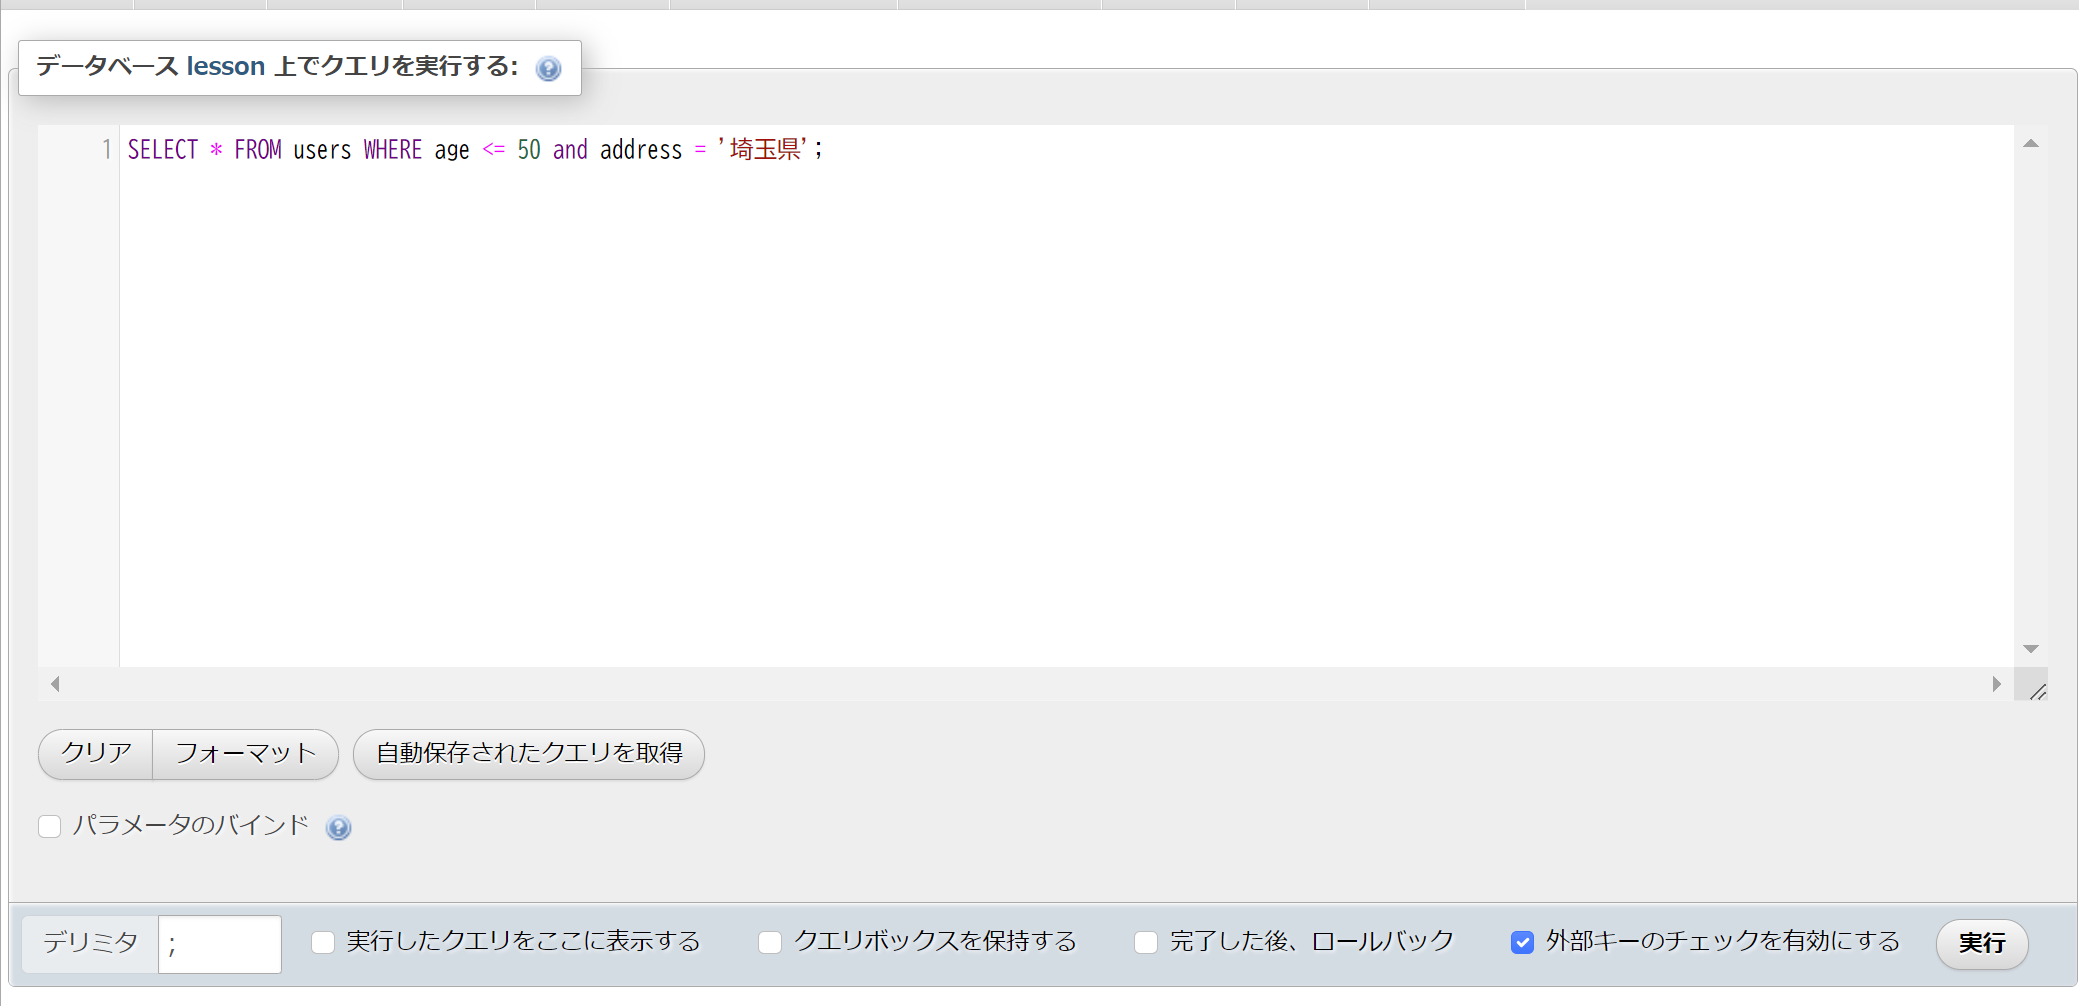 データベース lesson 上でクエリを実行する:
1 SELECT * FROM users WHERE age <= 50 and address = '埼玉県';
クリア フォーマット 自動保存されたクエリを取得
パラメータのバインド
デリミタ ; 実行したクエリをここに表示する クエリボックスを保持する 完了した後、ロールバック 外部キーのチェックを有効にする 実行